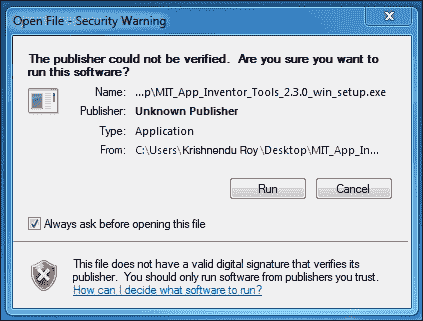 Open File - Security Warning
The publisher could not be verified. Are you sure you want to
run this software?
Name: ...p\MIT_App_Inventor_Tools_2.3.0_win_setup.exe
Publisher: Unknown Publisher
Type: Application
From: C:\Users\Krishnendu Roy\Desktop\MIT_App_In...
Run Cancel
Always ask before opening this file
This file does not have a valid digital signature that verifies its
publisher. You should only run software from publishers you trust.
How can I decide what software to run?